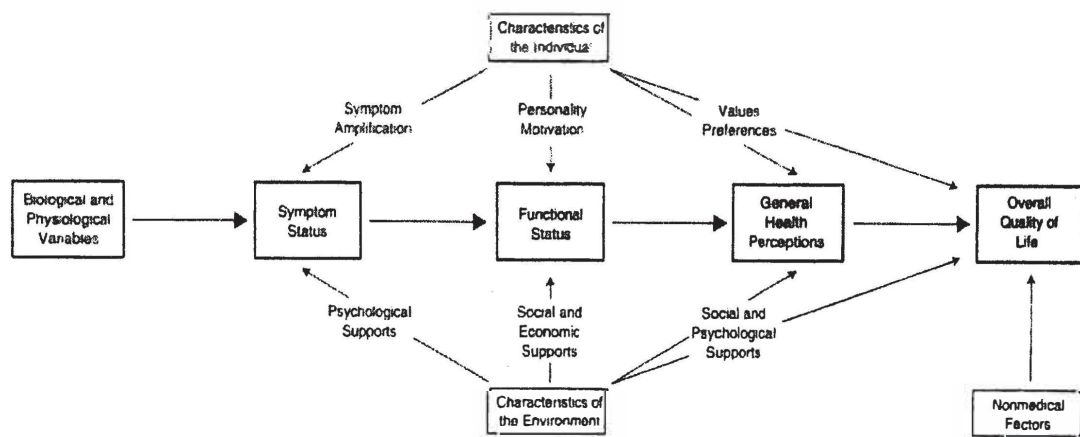 Characteristics of
the Individual
Symptom
Amplification
Personality
Motivation
Values
Preferences
Biological and
Physiological
Variables
Symptom
Status
Functional
Status
General
Health
Perceptions
Overall
Quality of
Life
Psychological
Supports
Social and
Economic
Supports
Social and
Psychological
Supports
Characteristics of
the Environment
Nonmedical
Factors